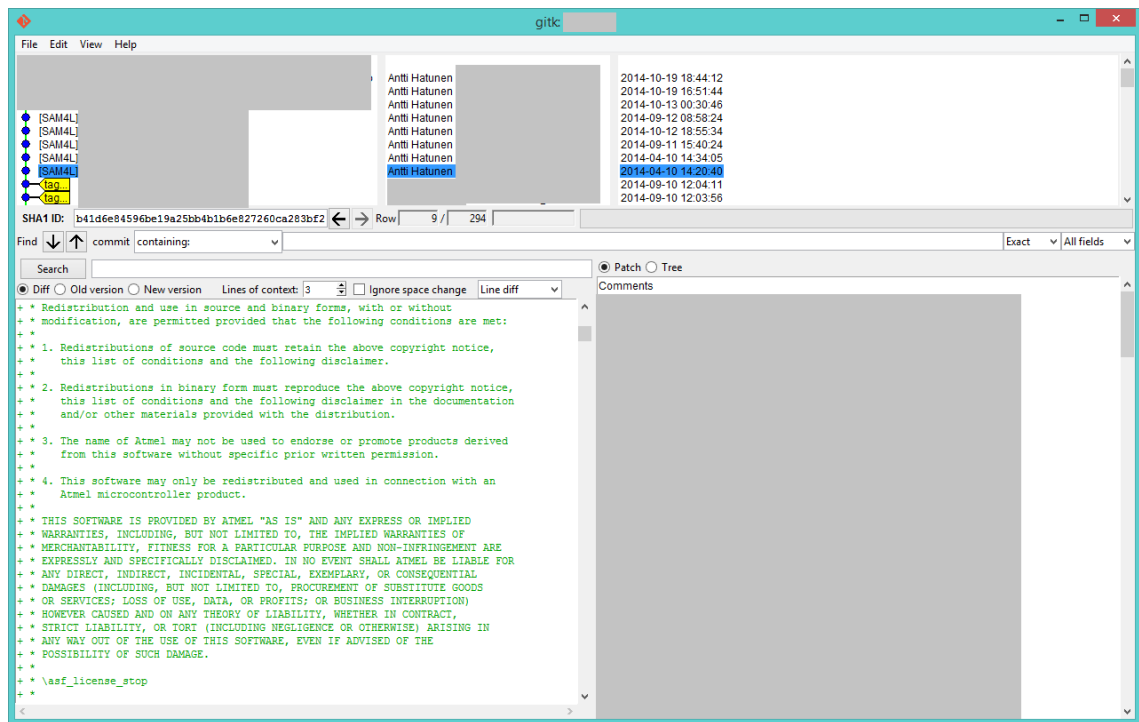 gitk:
File Edit View Help
Antti Hatunen 2014-10-19 18:44:12
Antti Hatunen 2014-10-19 16:51:44
Antti Hatunen 2014-10-13 00:30:46
[SAM4L] Antti Hatunen 2014-09-12 08:58:24
[SAM4L] Antti Hatunen 2014-10-12 18:55:34
[SAM4L] Antti Hatunen 2014-09-11 15:40:24
[SAM4L] Antti Hatunen 2014-04-10 14:34:05
[SAM4L] Antti Hatunen 2014-04-10 14:20:40
tag... 2014-09-10 12:04:11
tag... 2014-09-10 12:03:56
SHA1 ID: b41d6e84596be19a25bb4b1b6e827260ca283bf2 Row 9 / 294
Find commit containing: Exact All fields
Search Patch Tree
Diff Old version New version Lines of context: 3 Ignore space change Line diff Comments
+ * Redistribution and use in source and binary forms, with or without
+ * modification, are permitted provided that the following conditions are met:
+ *
+ * 1. Redistributions of source code must retain the above copyright notice,
+ * this list of conditions and the following disclaimer.
+ *
+ * 2. Redistributions in binary form must reproduce the above copyright notice,
+ * this list of conditions and the following disclaimer in the documentation
+ * and/or other materials provided with the distribution.
+ *
+ * 3. The name of Atmel may not be used to endorse or promote products derived
+ * from this software without specific prior written permission.
+ *
+ * 4. This software may only be redistributed and used in connection with an
+ * Atmel microcontroller product.
+ *
+ * THIS SOFTWARE IS PROVIDED BY ATMEL "AS IS" AND ANY EXPRESS OR IMPLIED
+ * WARRANTIES, INCLUDING, BUT NOT LIMITED TO, THE IMPLIED WARRANTIES OF
+ * MERCHANTABILITY, FITNESS FOR A PARTICULAR PURPOSE AND NON-INFRINGEMENT ARE
+ * EXPRESSLY AND SPECIFICALLY DISCLAIMED. IN NO EVENT SHALL ATMEL BE LIABLE FOR
+ * ANY DIRECT, INDIRECT, INCIDENTAL, SPECIAL, EXEMPLARY, OR CONSEQUENTIAL
+ * DAMAGES (INCLUDING, BUT NOT LIMITED TO, PROCUREMENT OF SUBSTITUTE GOODS
+ * OR SERVICES; LOSS OF USE, DATA, OR PROFITS; OR BUSINESS INTERRUPTION)
+ * HOWEVER CAUSED AND ON ANY THEORY OF LIABILITY, WHETHER IN CONTRACT,
+ * STRICT LIABILITY, OR TORT (INCLUDING NEGLIGENCE OR OTHERWISE) ARISING IN
+ * ANY WAY OUT OF THE USE OF THIS SOFTWARE, EVEN IF ADVISED OF THE
+ * POSSIBILITY OF SUCH DAMAGE.
+ *
+ * \asf_license_stop
+ *